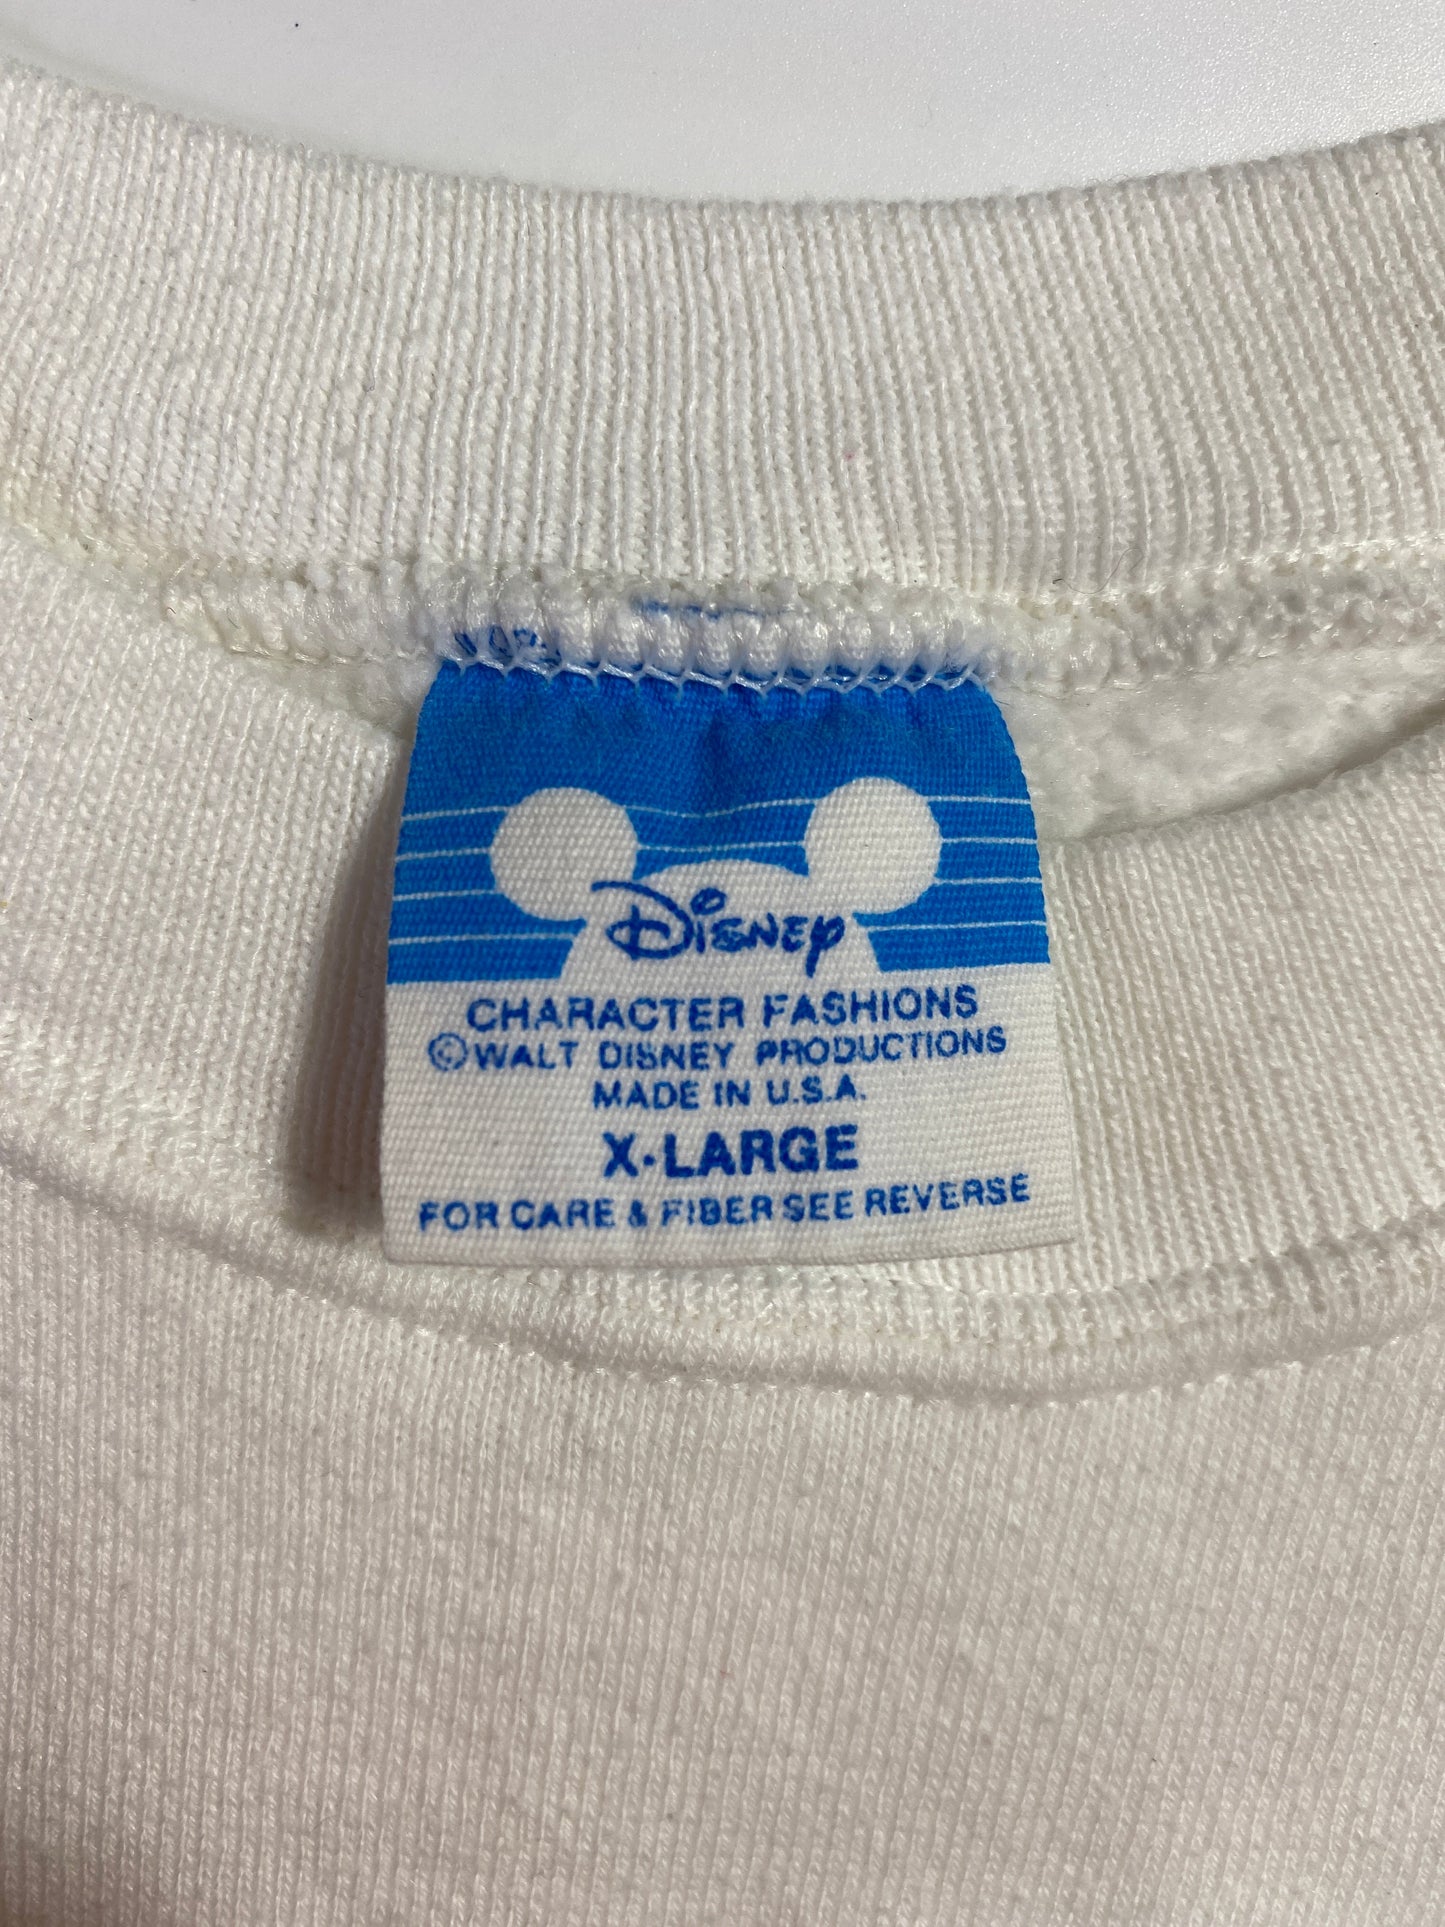 Disney
CHARACTER FASHIONS
© WALT DISNEY PRODUCTIONS
MADE IN U.S.A.
X-LARGE
FOR CARE & FIBER SEE REVERSE